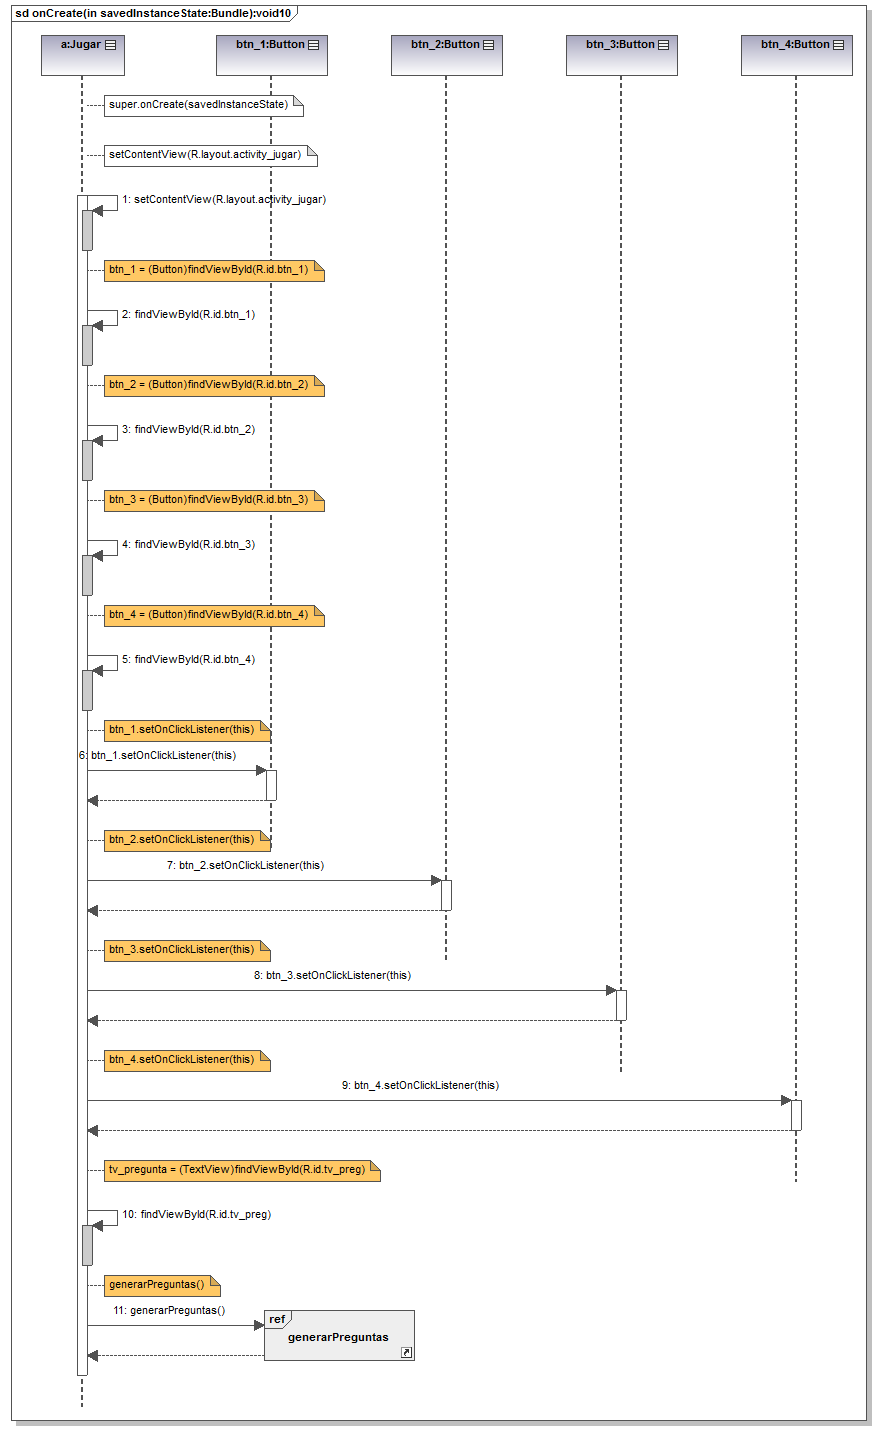 sd onCreate(in savedInstanceState:Bundle):void10
a:Jugar
btn_1:Button
btn_2:Button
btn_3:Button
btn_4:Button
super.onCreate(savedInstanceState)
setContentView(R.layout.activity_jugar)
1: setContentView(R.layout.activity_jugar)
btn_1 = (Button)findViewById(R.id.btn_1)
2: findViewById(R.id.btn_1)
btn_2 = (Button)findViewById(R.id.btn_2)
3: findViewById(R.id.btn_2)
btn_3 = (Button)findViewById(R.id.btn_3)
4: findViewById(R.id.btn_3)
btn_4 = (Button)findViewById(R.id.btn_4)
5: findViewById(R.id.btn_4)
btn_1.setOnClickListener(this)
6: btn_1.setOnClickListener(this)
btn_2.setOnClickListener(this)
7: btn_2.setOnClickListener(this)
btn_3.setOnClickListener(this)
8: btn_3.setOnClickListener(this)
btn_4.setOnClickListener(this)
9: btn_4.setOnClickListener(this)
tv_pregunta = (TextView)findViewById(R.id.tv_preg)
10: findViewById(R.id.tv_preg)
generarPreguntas()
11: generarPreguntas()
ref
generarPreguntas